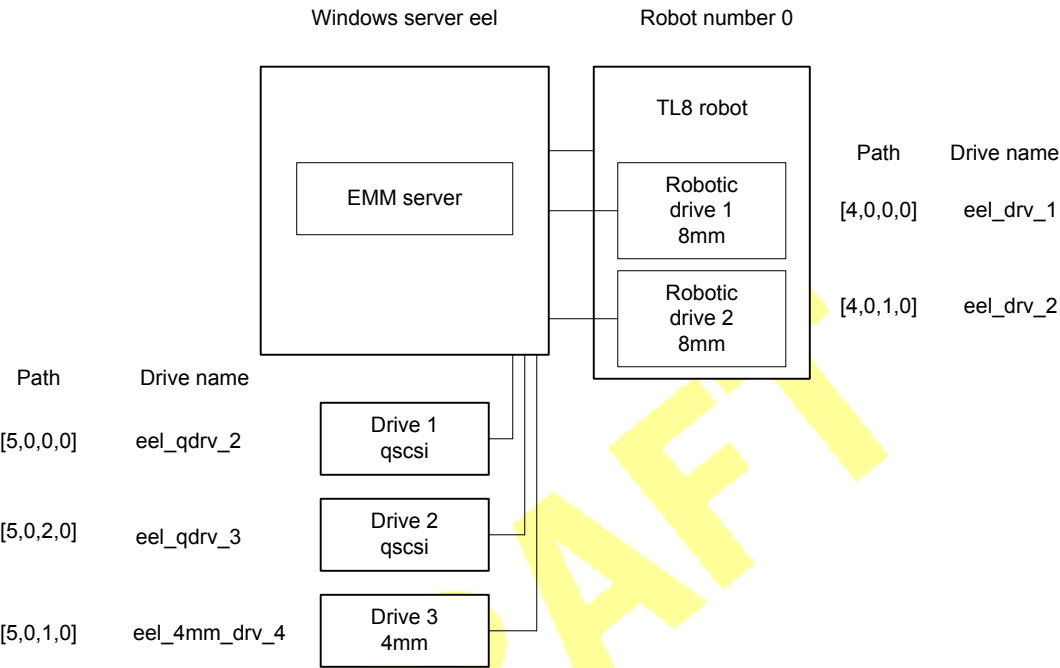 Windows server eel
Robot number 0
TL8 robot
EMM server
Path Drive name
Robotic
drive 1
8mm
[4,0,0,0] eel_drv_1
Robotic
drive 2
8mm
[4,0,1,0] eel_drv_2
Path Drive name
[5,0,0,0] eel_qdrv_2
Drive 1
qscsi
[5,0,2,0] eel_qdrv_3
Drive 2
qscsi
[5,0,1,0] eel_4mm_drv_4
Drive 3
4mm